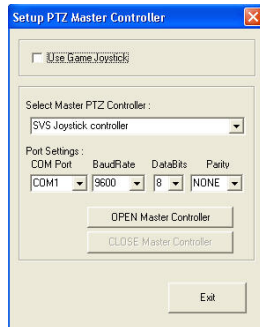 Setup PTZ Master Controller
Use Game Joystick
Select Master PTZ Controller :
SVS Joystick controller
Port Settings :
COM Port BaudRate DataBits Parity
COM1 9600 8 NONE
OPEN Master Controller
CLOSE Master Controller
Exit